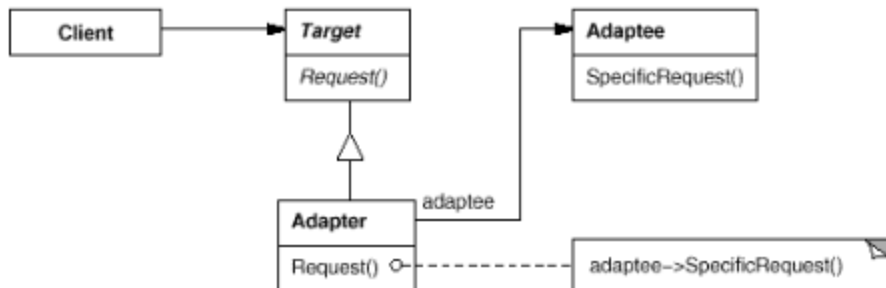 Client
Target
Request()
Adaptee
SpecificRequest()
adaptee
Adapter
Request()
adaptee->SpecificRequest()